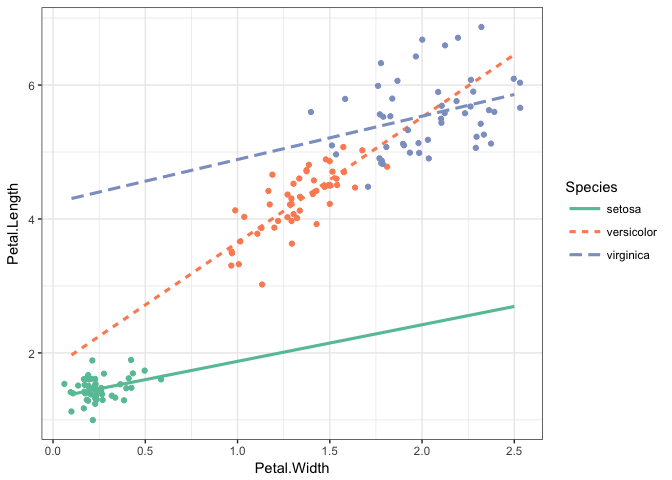 6
4
2
0.0 0.5 1.0 1.5 2.0 2.5
Petal.Width
Petal.Length
Species
setosa
versicolor
virginica